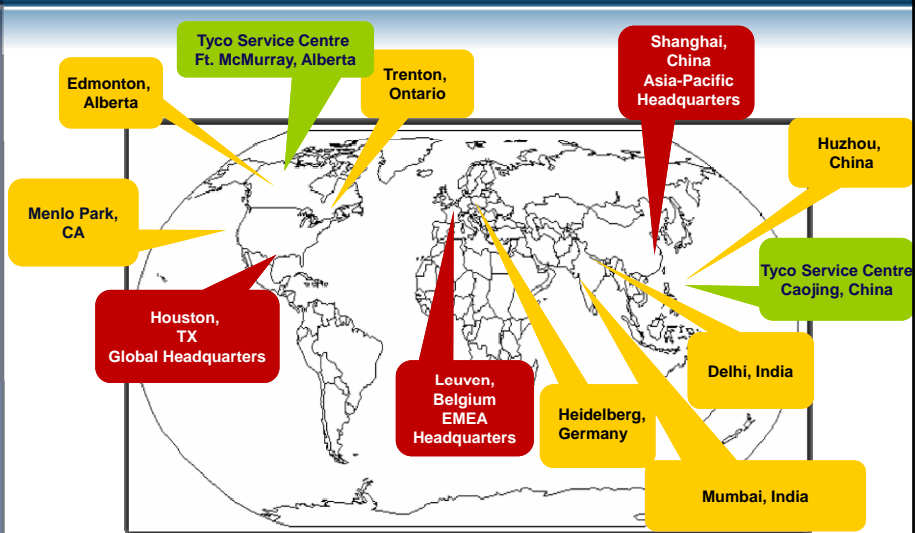 Tyco Service Centre
Ft. McMurray, Alberta
Shanghai,
China
Asia-Pacific
Headquarters
Edmonton,
Alberta
Trenton,
Ontario
Huzhou,
China
Menlo Park,
CA
Tyco Service Centre
Caojing, China
Houston,
TX
Global Headquarters
Leuven,
Belgium
EMEA
Headquarters
Delhi, India
Heidelberg,
Germany
Mumbai, India